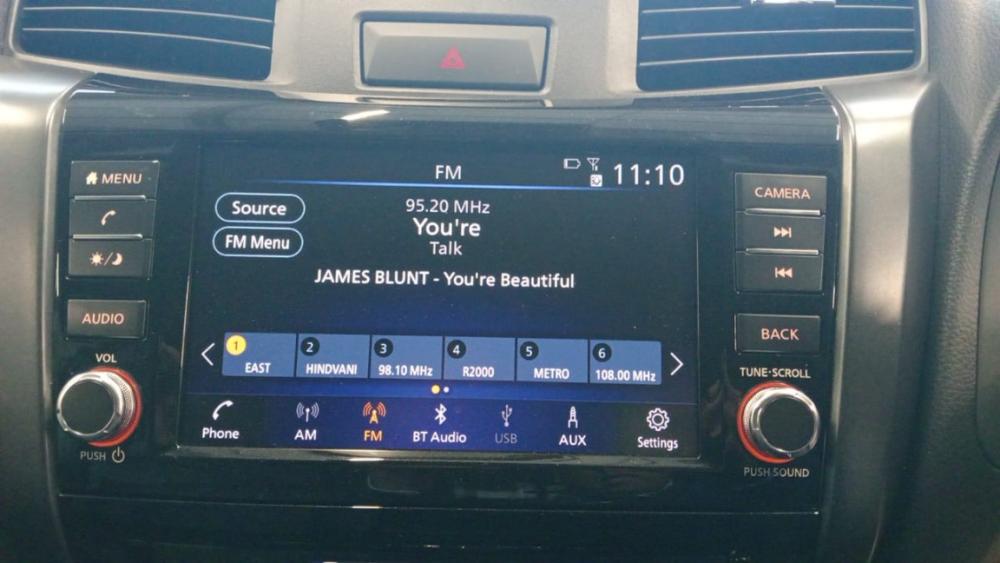 MENU
AUDIO
VOL
PUSH
FM
11:10
Source
FM Menu
95.20 MHz
You're
Talk
JAMES BLUNT - You're Beautiful
1 EAST
2 HINDVANI
3 98.10 MHz
4 R2000
5 METRO
6 108.00 MHz
Phone
AM
FM
BT Audio
USB
AUX
Settings
CAMERA
BACK
TUNE·SCROLL
PUSH SOUND